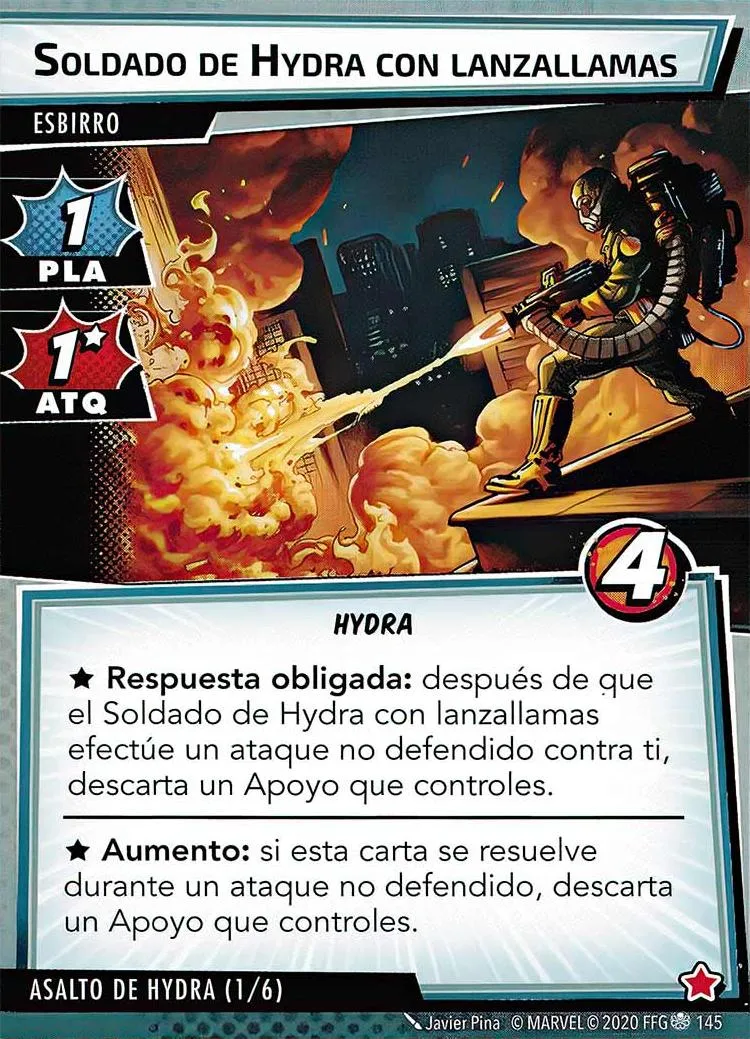 SOLDADO DE HYDRA CON LANZALLAMAS
ESBIRRO
1
PLA
1★
ATQ
4
HYDRA
★ Respuesta obligada: después de que
el Soldado de Hydra con lanzallamas
efectúe un ataque no defendido contra ti,
descarta un Apoyo que controles.
★ Aumento: si esta carta se resuelve
durante un ataque no defendido, descarta
un Apoyo que controles.
ASALTO DE HYDRA (1/6)
Javier Pina © MARVEL © 2020 FFG 145